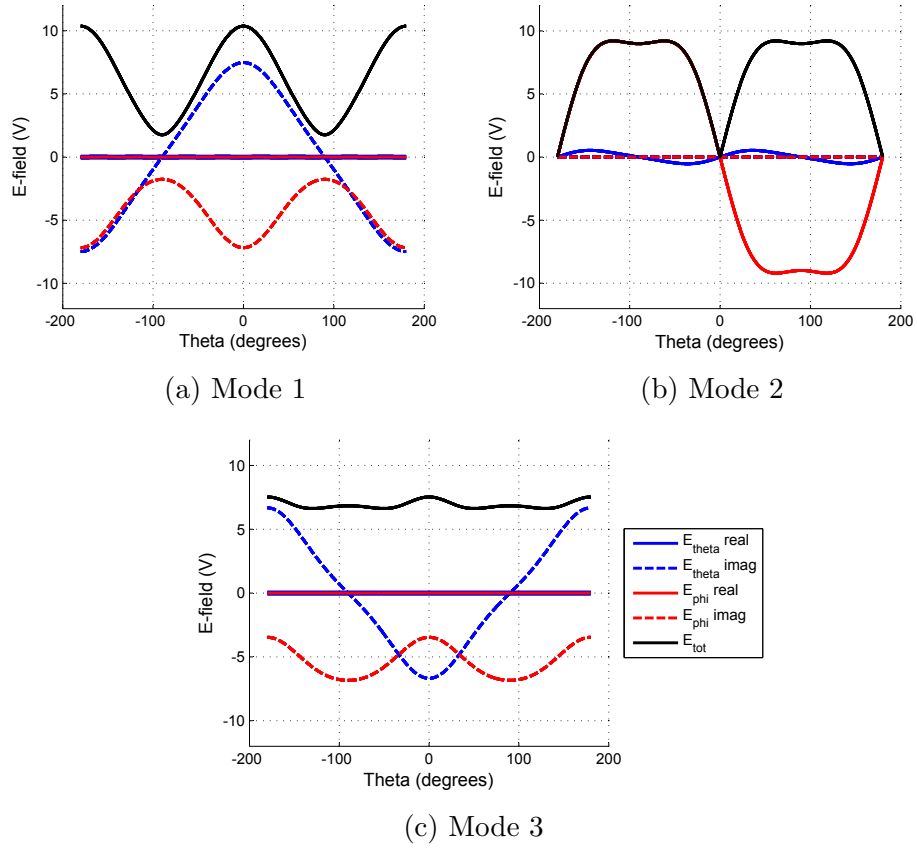 10
5
0
-5
-10
E-field (V)
-200
-100
0
100
200
Theta (degrees)
(a) Mode 1
10
5
0
-5
-10
E-field (V)
-200
-100
0
100
200
Theta (degrees)
(b) Mode 2
10
5
0
-5
-10
E-field (V)
-200
-100
0
100
200
Theta (degrees)
E_theta real
E_theta imag
E_phi real
E_phi imag
E_tot
(c) Mode 3